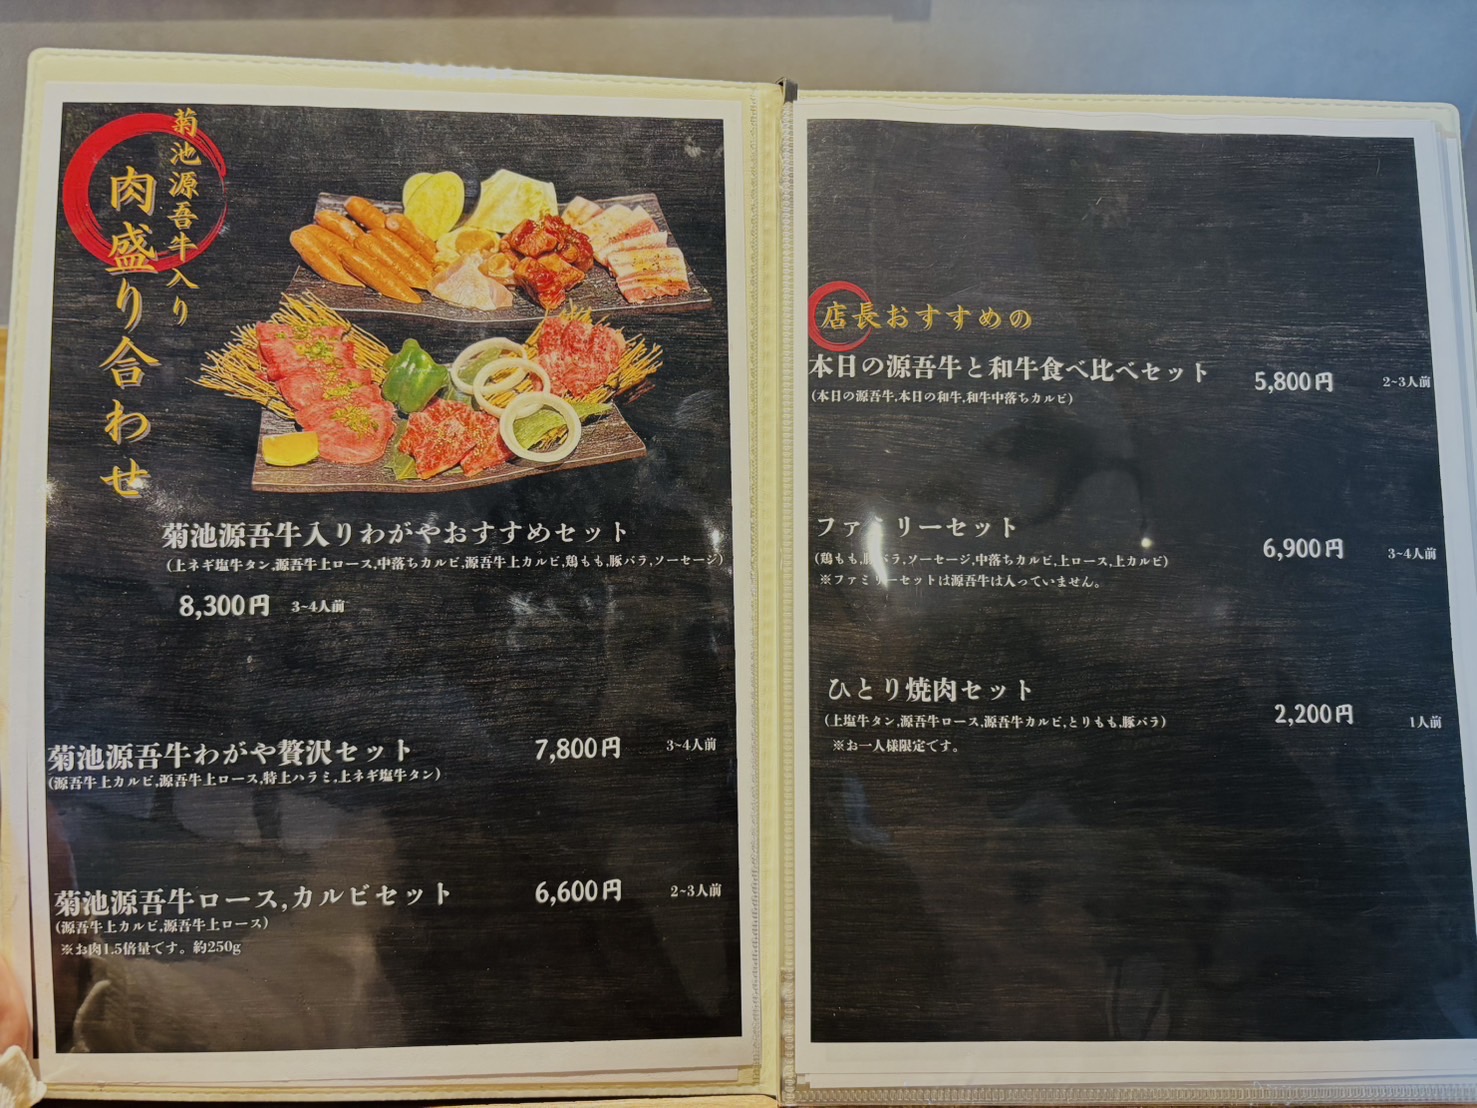 菊池源吾牛入り
肉盛り合わせ
菊池源吾牛入りわがやおすすめセット
(上ネギ塩牛タン,源吾牛上ロース,中落ちカルビ,源吾牛上カルビ,鶏もも,豚バラ,ソーセージ)
8,300円 3~4人前
菊池源吾牛わがや贅沢セット 7,800円 3~4人前
(源吾牛上カルビ,源吾牛上ロース,特上ハラミ,上ネギ塩牛タン)
菊池源吾牛ロース,カルビセット 6,600円 2~3人前
(源吾牛上カルビ,源吾牛上ロース)
※お肉1.5倍量です。約250g
店長おすすめの
本日の源吾牛と和牛食べ比べセット 5,800円 2~3人前
(本日の源吾牛,本日の和牛,和牛中落ちカルビ)
ファミリーセット 6,900円 3~4人前
(鶏もも,豚バラ,ソーセージ,中落ちカルビ,上ロース,上カルビ)
※ファミリーセットは源吾牛は入っていません。
ひとり焼肉セット 2,200円 1人前
(上塩牛タン,源吾牛ロース,源吾牛カルビ,とりもも,豚バラ)
※お一人様限定です。